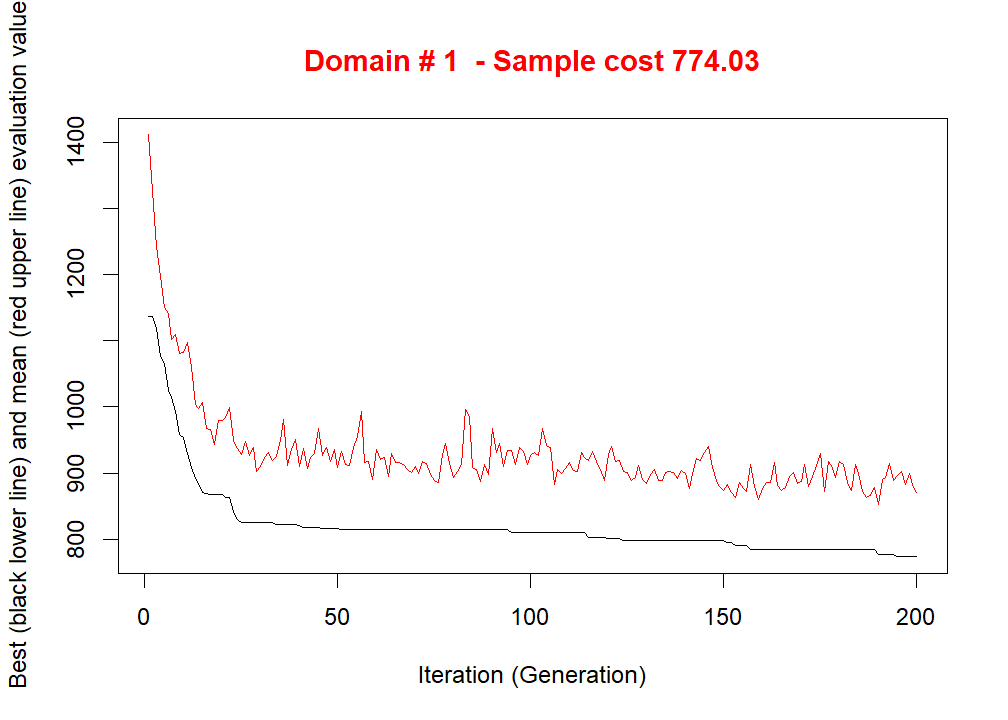 Domain # 1  - Sample cost 774.03
Best (black lower line) and mean (red upper line) evaluation value
1400
1200
1000
900
800
0 50 100 150 200
Iteration (Generation)